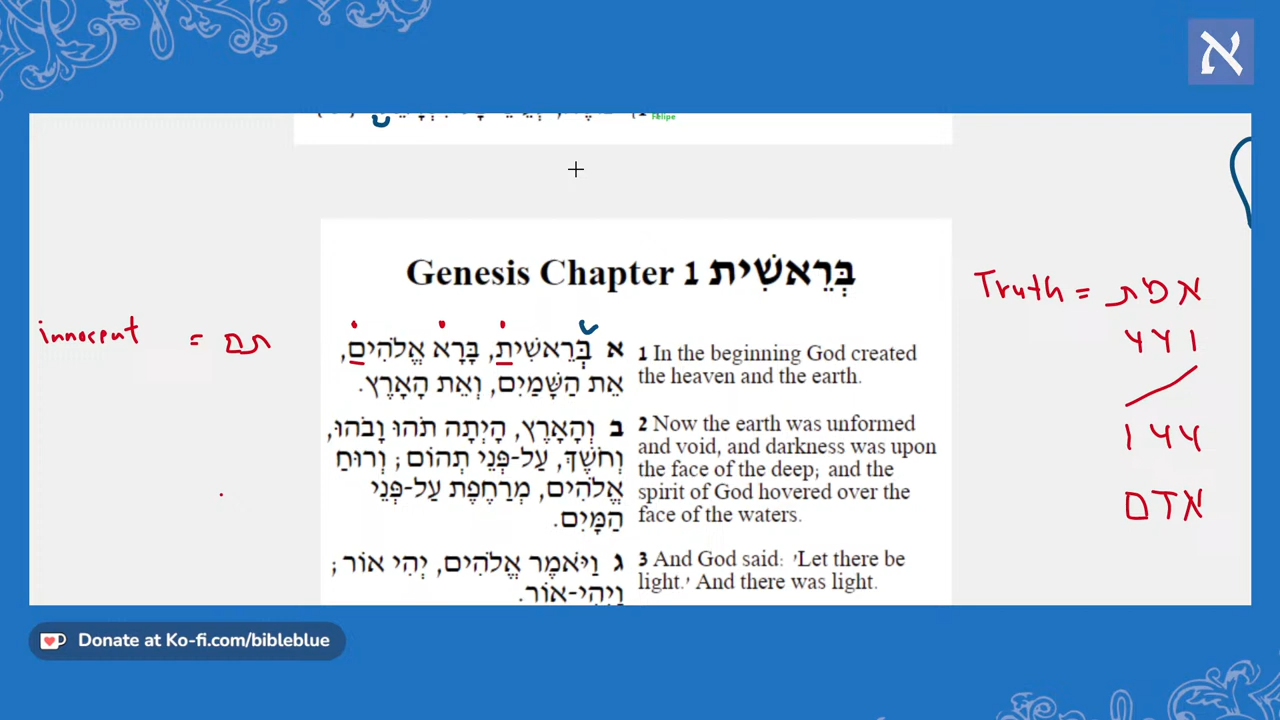 א
Felipe
Genesis Chapter 1 בְּרֵאשִׁית
א בְּרֵאשִׁית, בָּרָא אֱלֹהִים,
אֵת הַשָּׁמַיִם, וְאֵת הָאָרֶץ.
1 In the beginning God created
the heaven and the earth.
ב וְהָאָרֶץ, הָיְתָה תֹהוּ וָבֹהוּ,
וְחֹשֶׁךְ, עַל-פְּנֵי תְהוֹם; וְרוּחַ
אֱלֹהִים, מְרַחֶפֶת עַל-פְּנֵי
הַמָּיִם.
2 Now the earth was unformed
and void, and darkness was upon
the face of the deep; and the
spirit of God hovered over the
face of the waters.
ג וַיֹּאמֶר אֱלֹהִים, יְהִי אוֹר;
וַיְהִי-אוֹר.
3 And God said: 'Let there be
light.' And there was light.
innocent = תם
Truth = אמת
441
144
אדם
Donate at Ko-fi.com/bibleblue